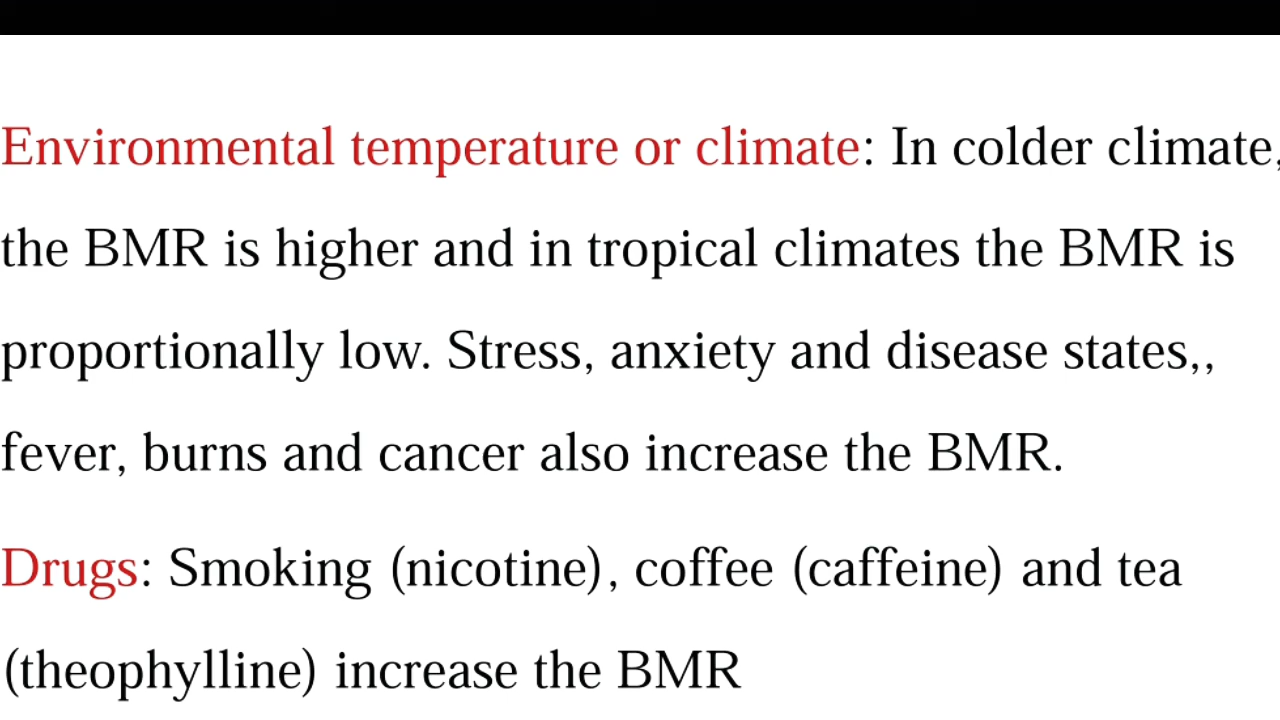 Environmental temperature or climate: In colder climate,
the BMR is higher and in tropical climates the BMR is
proportionally low. Stress, anxiety and disease states,,
fever, burns and cancer also increase the BMR.
Drugs: Smoking (nicotine), coffee (caffeine) and tea
(theophylline) increase the BMR